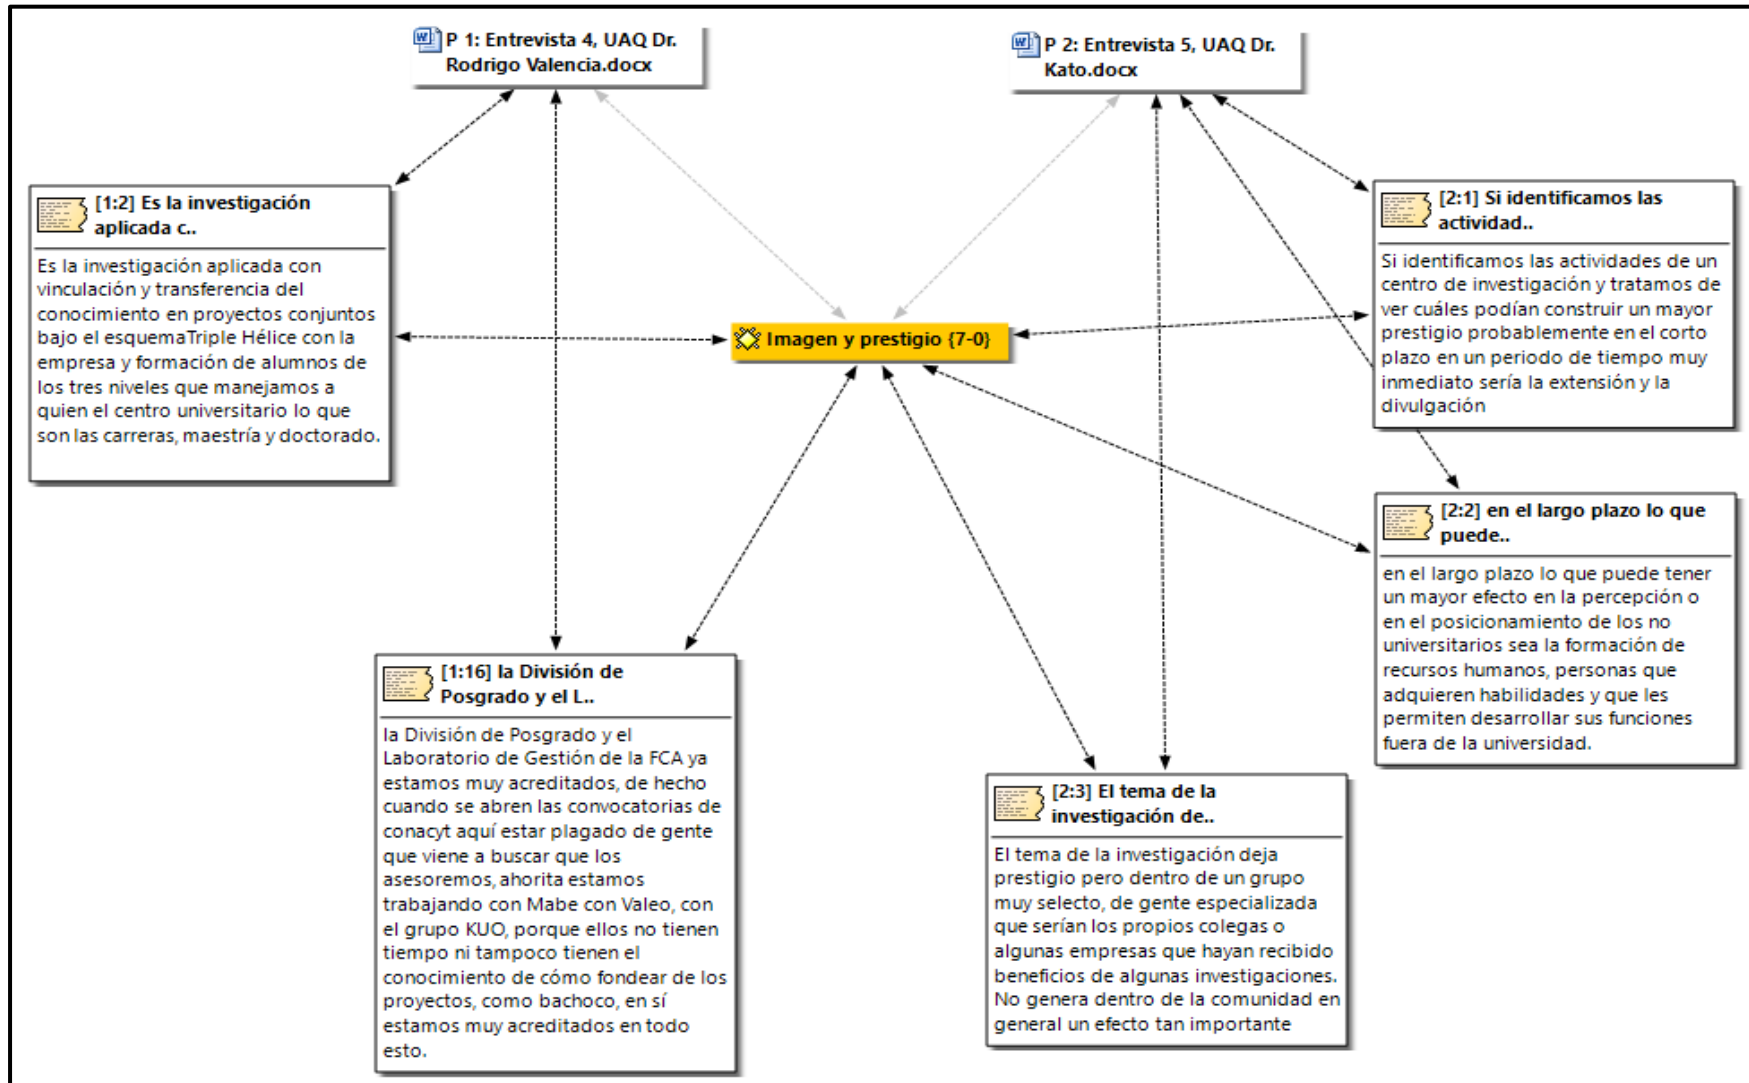 P 1: Entrevista 4, UAQ Dr.
Rodrigo Valencia.docx
P 2: Entrevista 5, UAQ Dr.
Kato.docx
[1:2] Es la investigación
aplicada c..
Es la investigación aplicada con
vinculación y transferencia del
conocimiento en proyectos conjuntos
bajo el esquemaTriple Hélice con la
empresa y formación de alumnos de
los tres niveles que manejamos a
quien el centro universitario lo que
son las carreras, maestría y doctorado.
Imagen y prestigio {7-0}
[2:1] Si identificamos las
actividad..
Si identificamos las actividades de un
centro de investigación y tratamos de
ver cuáles podían construir un mayor
prestigio probablemente en el corto
plazo en un periodo de tiempo muy
inmediato sería la extensión y la
divulgación
[2:2] en el largo plazo lo que
puede..
en el largo plazo lo que puede tener
un mayor efecto en la percepción o
en el posicionamiento de los no
universitarios sea la formación de
recursos humanos, personas que
adquieren habilidades y que les
permiten desarrollar sus funciones
fuera de la universidad.
[1:16] la División de
Posgrado y el L..
la División de Posgrado y el
Laboratorio de Gestión de la FCA ya
estamos muy acreditados, de hecho
cuando se abren las convocatorias de
conacyt aquí estar plagado de gente
que viene a buscar que los
asesoremos, ahorita estamos
trabajando con Mabe con Valeo, con
el grupo KUO, porque ellos no tienen
tiempo ni tampoco tienen el
conocimiento de cómo fondear de los
proyectos, como bachoco, en sí
estamos muy acreditados en todo
esto.
[2:3] El tema de la
investigación de..
El tema de la investigación deja
prestigio pero dentro de un grupo
muy selecto, de gente especializada
que serían los propios colegas o
algunas empresas que hayan recibido
beneficios de algunas investigaciones.
No genera dentro de la comunidad en
general un efecto tan importante